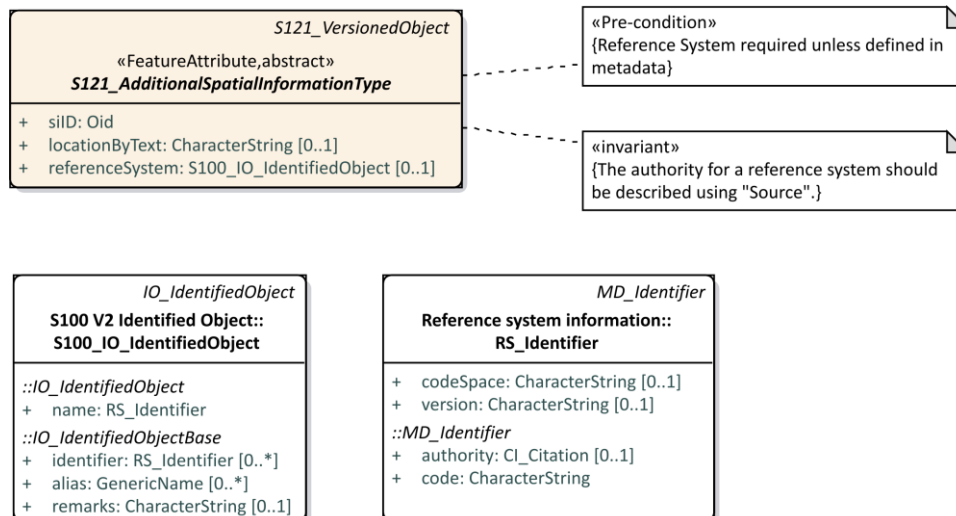 S121_VersionedObject
«FeatureAttribute,abstract»
S121_AdditionalSpatialInformationType
+ siID: Oid
+ locationByText: CharacterString [0..1]
+ referenceSystem: S100_IO_IdentifiedObject [0..1]
«Pre-condition»
{Reference System required unless defined in
metadata}
«invariant»
{The authority for a reference system should
be described using "Source".}
IO_IdentifiedObject
S100 V2 Identified Object::
S100_IO_IdentifiedObject
::IO_IdentifiedObject
+ name: RS_Identifier
::IO_IdentifiedObjectBase
+ identifier: RS_Identifier [0..*]
+ alias: GenericName [0..*]
+ remarks: CharacterString [0..1]
MD_Identifier
Reference system information::
RS_Identifier
+ codeSpace: CharacterString [0..1]
+ version: CharacterString [0..1]
::MD_Identifier
+ authority: CI_Citation [0..1]
+ code: CharacterString